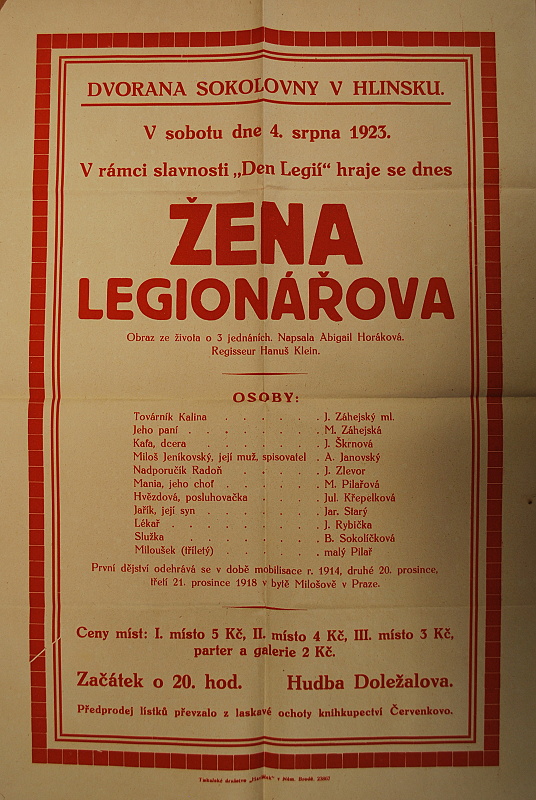 DVORANA SOKOLOVNY V HLINSKU.
V sobotu dne 4. srpna 1923.
V rámci slavnosti „Den Legií“ hraje se dnes
ŽENA
LEGIONÁŘOVA
Obraz ze života o 3 jednáních. Napsala Abigail Horáková.
Regisseur Hanuš Klein.
OSOBY:
Továrník Kalina . . . . . . . J. Záhejský ml.
Jeho paní . . . . . . . . M. Záhejská
Kaťa, dcera . . . . . . . J. Škrnová
Miloš Jeníkovský, její muž, spisovatel . A. Janovský
Nadporučík Radoň . . . . . . J. Zlevor
Mania, jeho choť . . . . . . M. Pilařová
Hvězdová, posluhovačka . . . . . Jul. Křepelková
Jařík, její syn . . . . . . . Jar. Starý
Lékař . . . . . . . . . J. Rybička
Služka . . . . . . . . B. Sokolíčková
Miloušek (tříletý) . . . . . . malý Pilař
První dějství odehrává se v době mobilisace r. 1914, druhé 20. prosince,
třetí 21. prosince 1918 v bytě Milošově v Praze.
Ceny míst: I. místo 5 Kč, II. místo 4 Kč, III. místo 3 Kč,
parter a galerie 2 Kč.
Začátek o 20. hod. Hudba Doležalova.
Předprodej lístků převzalo z laskavé ochoty knihkupectví Červenkovo.
Tiskařské družstvo „Havlíček“ v Něm. Brodě.